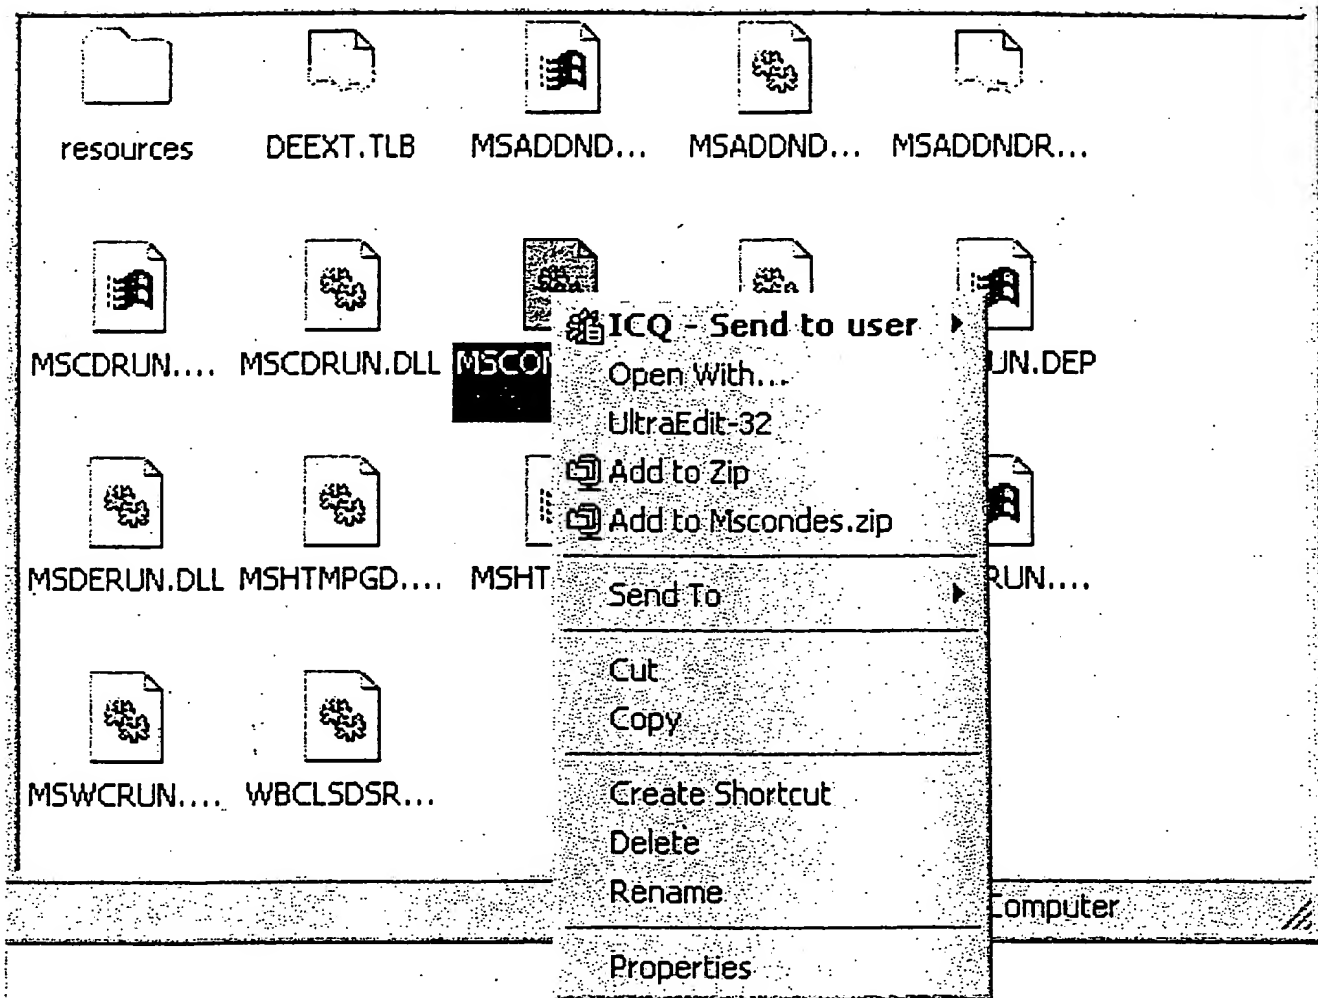 resources DEEXT.TLB MSADDND... MSADDND... MSADDNDR...
MSCDRUN.... MSCDRUN.DLL MSCO UN.DEP
MSDERUN.DLL MSHTMPGD.... MSHT RUN....
MSWCRUN.... WBCLSDSR...
ICQ - Send to user
Open With...
UltraEdit-32
Add to Zip
Add to Mscondes.zip
Send To
Cut
Copy
Create Shortcut
Delete
Rename
Properties
Computer